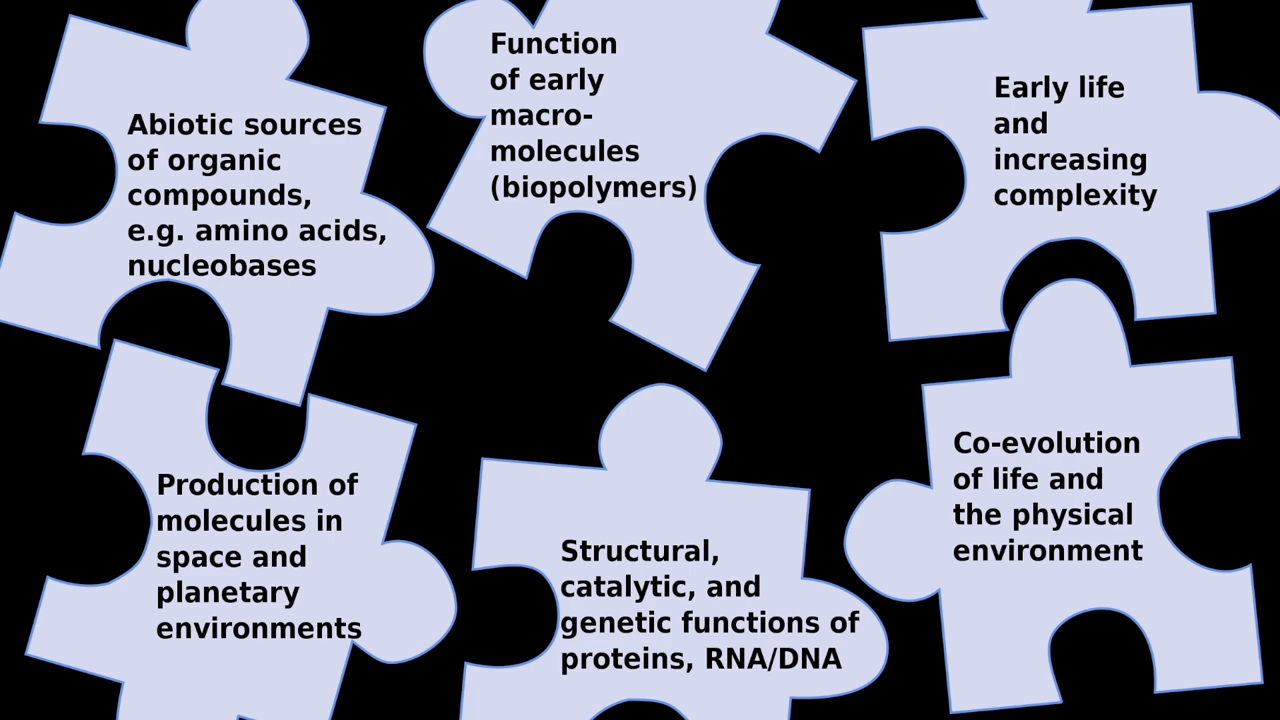 Abiotic sources
of organic
compounds,
e.g. amino acids,
nucleobases
Function
of early
macro-
molecules
(biopolymers)
Early life
and
increasing
complexity
Production of
molecules in
space and
planetary
environments
Structural,
catalytic, and
genetic functions of
proteins, RNA/DNA
Co-evolution
of life and
the physical
environment